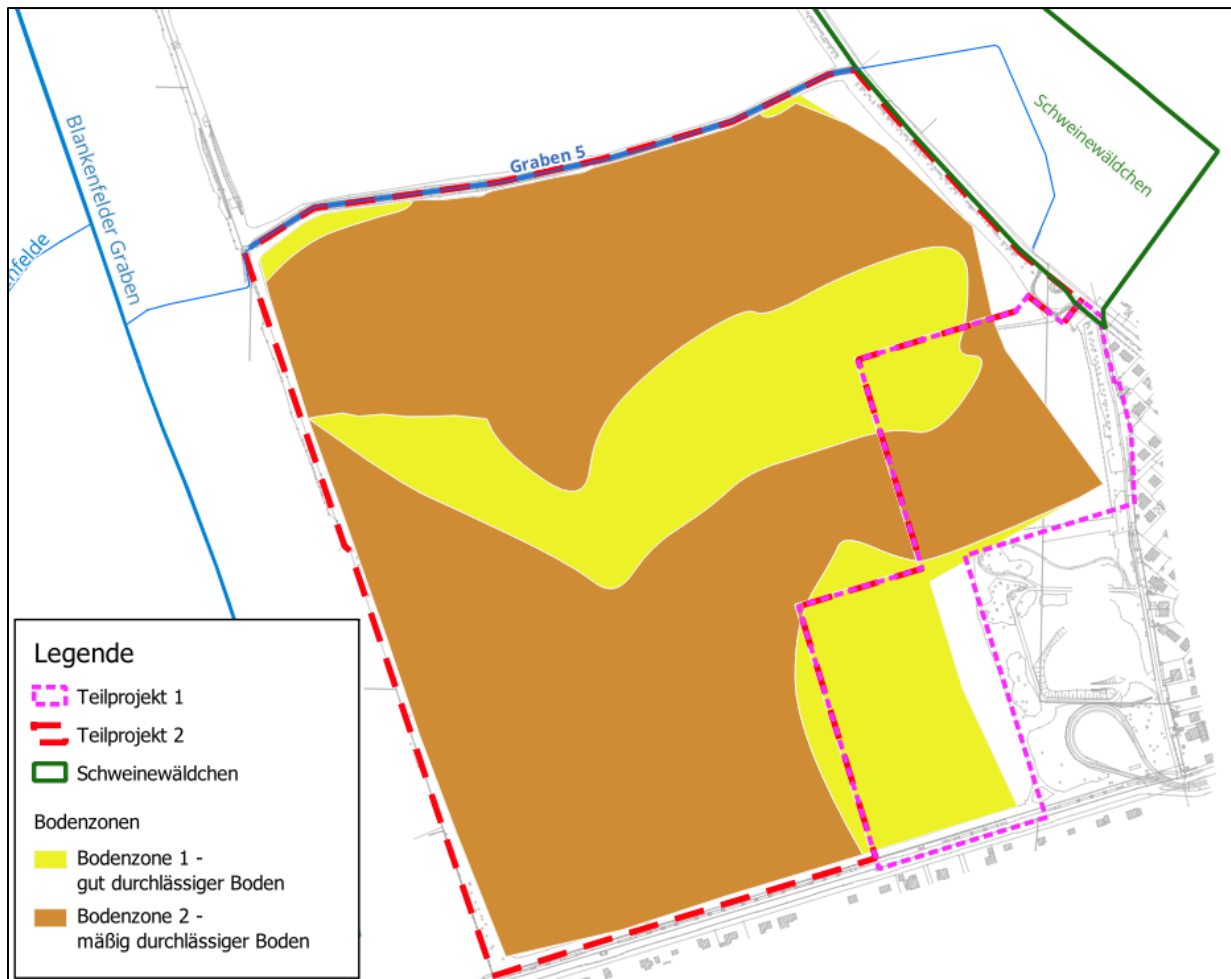 Blankenfelder Graben
enfelde
Graben 5
Schweinewäldchen
Legende
Teilprojekt 1
Teilprojekt 2
Schweinewäldchen
Bodenzonen
Bodenzone 1 -
gut durchlässiger Boden
Bodenzone 2 -
mäßig durchlässiger Boden